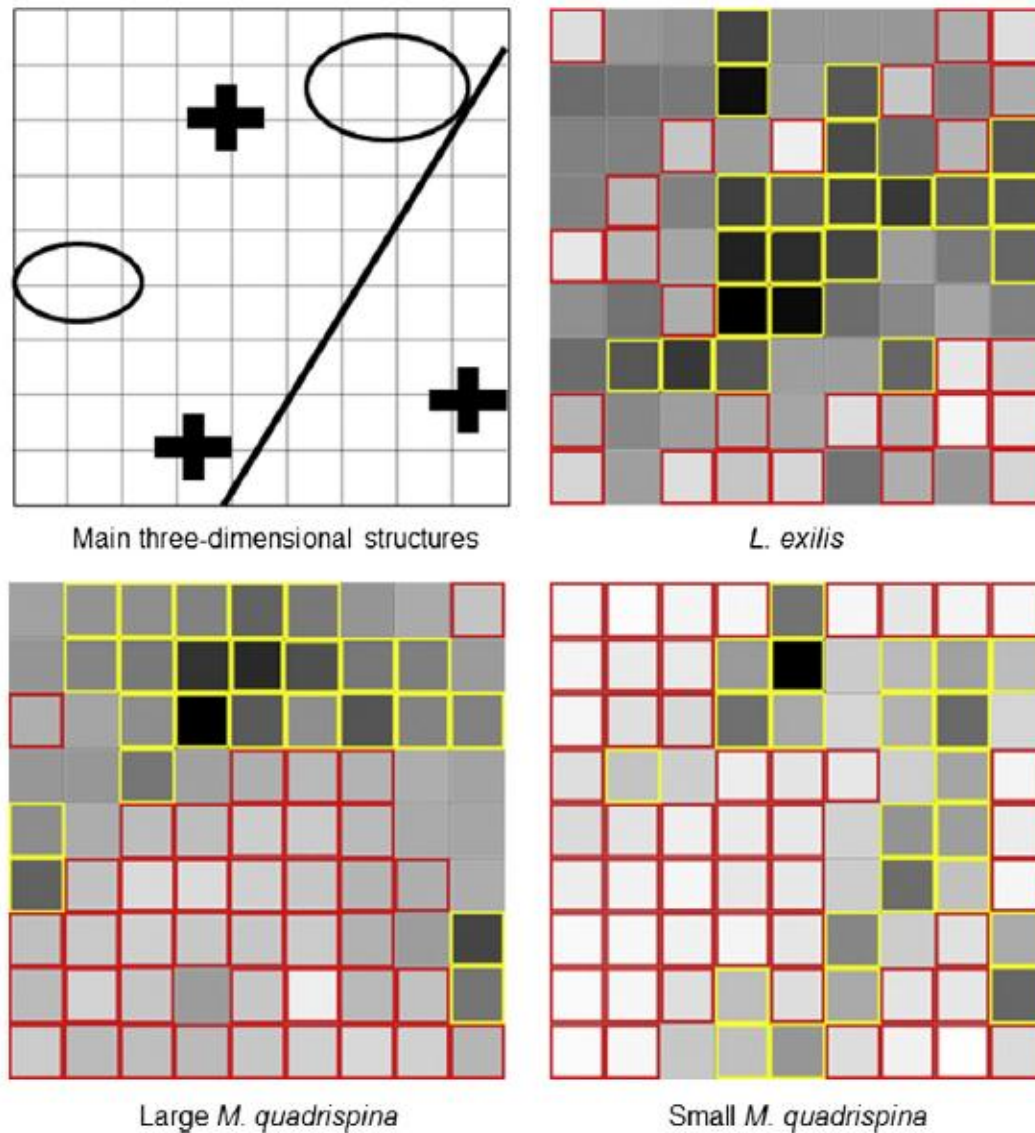 Main three-dimensional structures
L. exilis
Large M. quadrispina
Small M. quadrispina